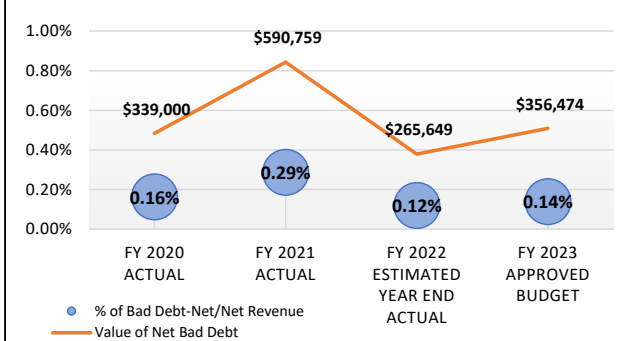 1.00%
0.80%
0.60%
0.40%
0.20%
0.00%
$339,000
$590,759
$265,649
$356,474
0.16%
0.29%
0.12%
0.14%
FY 2020
ACTUAL
FY 2021
ACTUAL
FY 2022
ESTIMATED
YEAR END
ACTUAL
FY 2023
APPROVED
BUDGET
% of Bad Debt-Net/Net Revenue
Value of Net Bad Debt